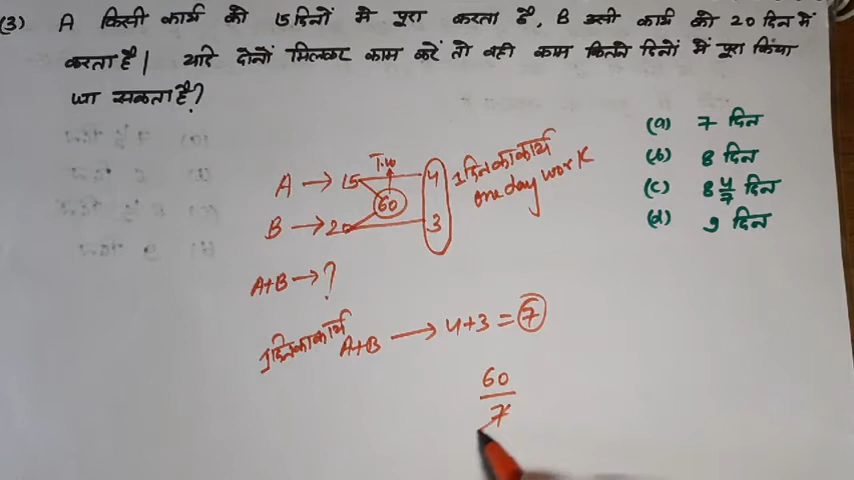 (3) A किसी कार्य को 15 दिनों में पूरा करता है, B उसी कार्य को 20 दिन में
करता है। यदि दोनों मिलकर काम करें तो वही काम कितने दिनों में पूरा किया
जा सकता है?
(a) 7 दिन
(b) 8 दिन
(c) 8 4/7 दिन
(d) 9 दिन
T.W
A → 15 60 4 1 दिन का कार्य
one day work
B → 20 3
A+B → ?
1 दिन का कार्य A+B → 4+3 = 7
60
7